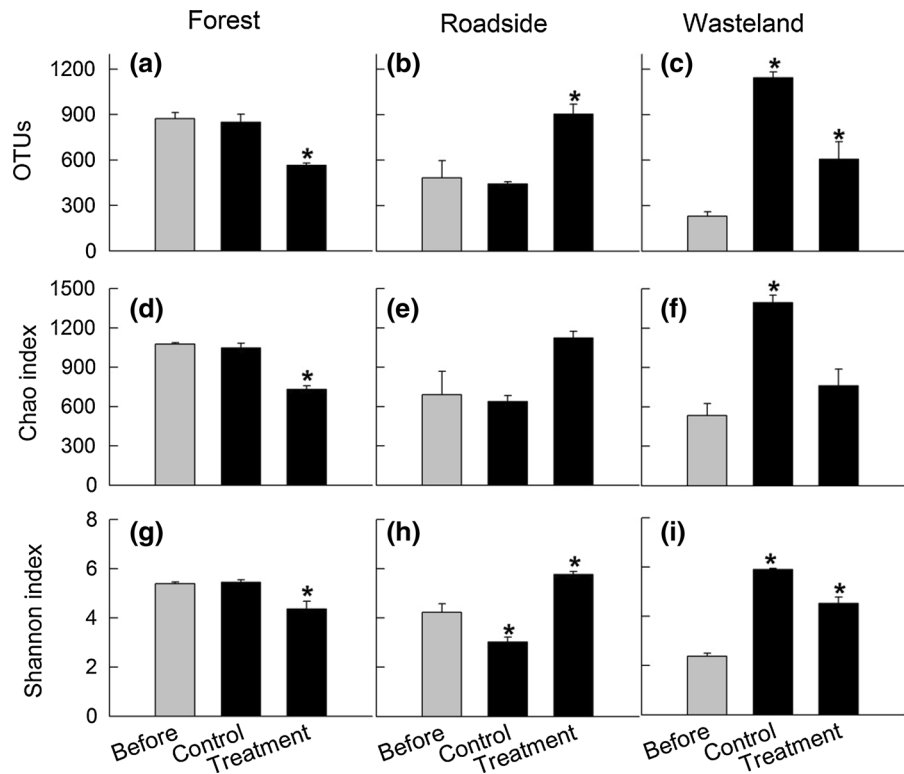 Forest Roadside Wasteland
(a) (b) (c)
OTUs
1200
900
600
300
0
* * * *
(d) (e) (f)
Chao index
1500
1200
900
600
300
0
* *
(g) (h) (i)
Shannon index
8
6
4
2
0
* * * * *
Before Control Treatment Before Control Treatment Before Control Treatment